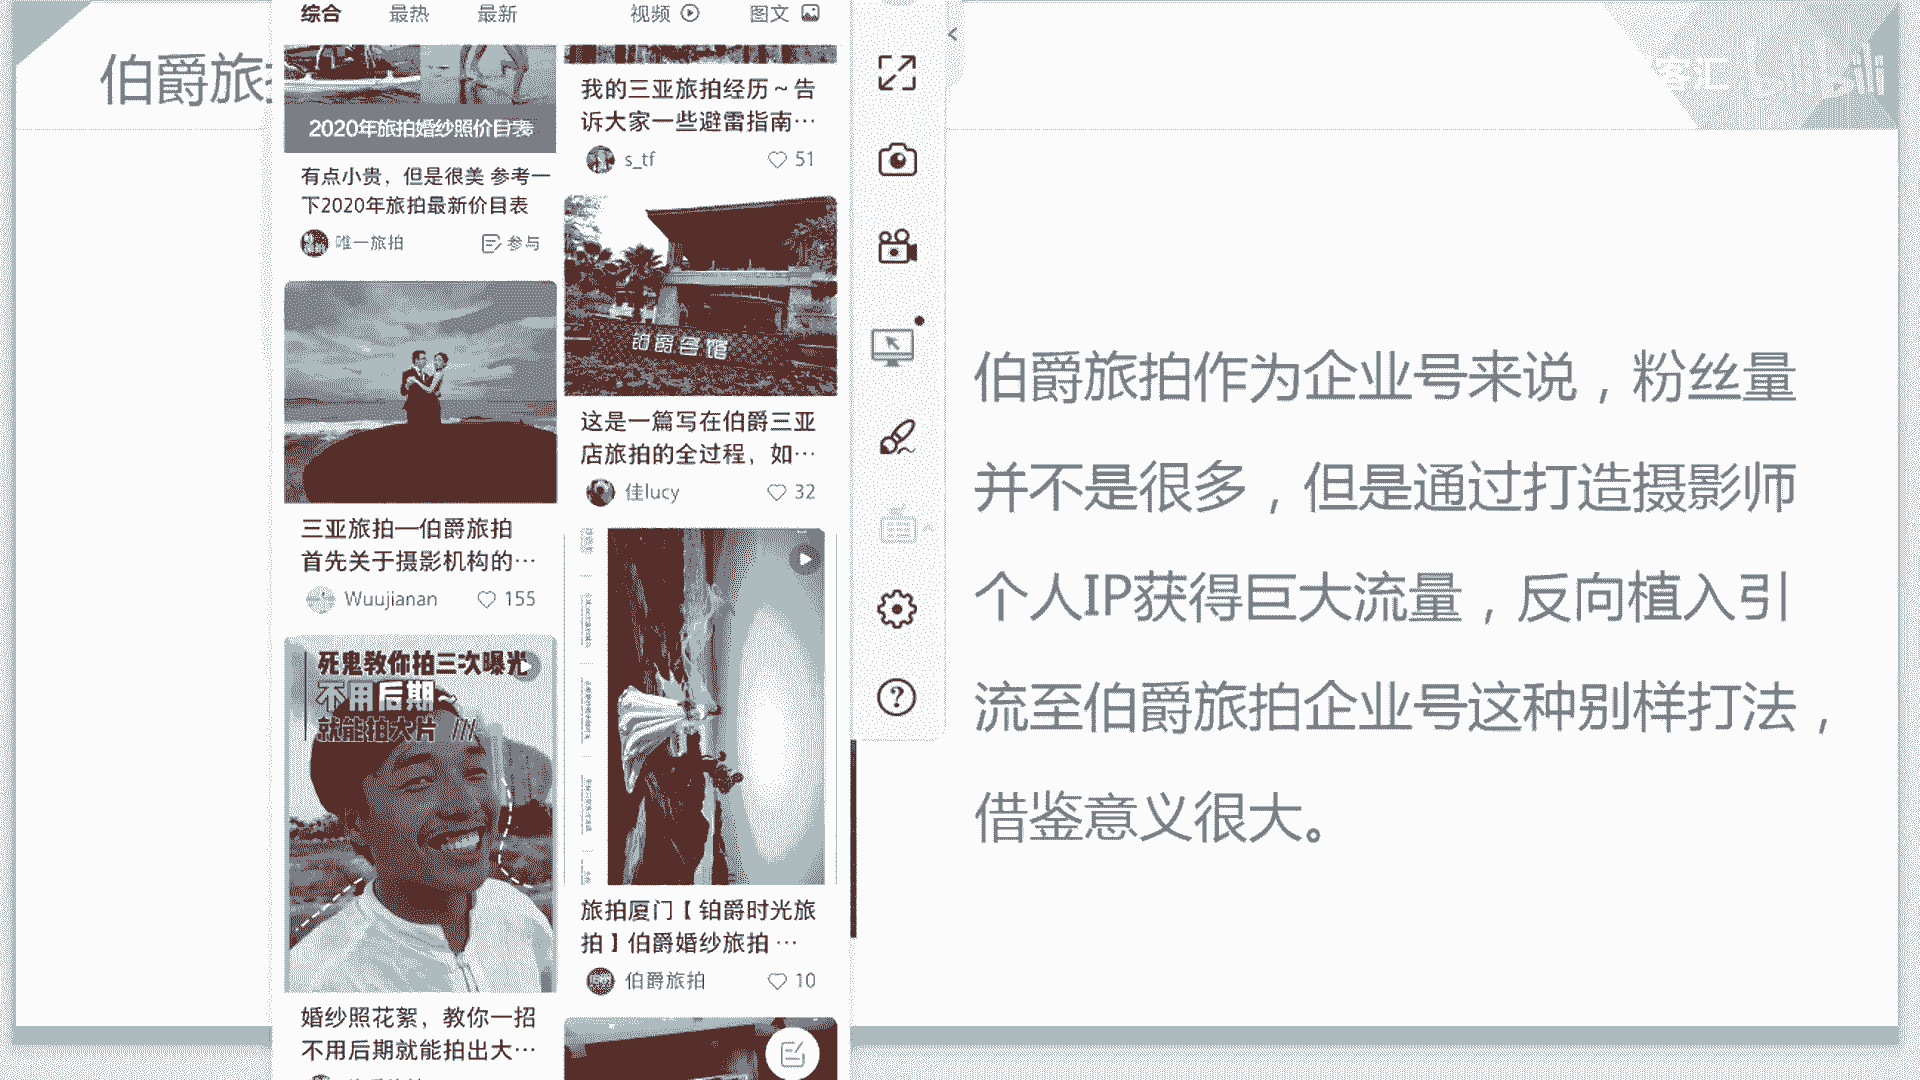 伯爵旅
综合
最热
最新
视频
图文
2020年旅拍婚纱照价目表
有点小贵，但是很美 参考一
下2020年旅拍最新价目表
唯一旅拍
参与
三亚旅拍—伯爵旅拍
首先关于摄影机构的…
Wuujianan
155
死鬼教你拍三次曝光
不用后期~
就能拍大片 ///
婚纱照花絮，教你一招
不用后期就能拍出大…
我的三亚旅拍经历～告
诉大家一些避雷指南…
s_tf
51
铂爵会馆
这是一篇写在伯爵三亚
店旅拍的全过程，如…
佳lucy
32
旅拍厦门【铂爵时光旅
拍】伯爵婚纱旅拍 …
伯爵旅拍
10
客汇
bilibili
伯爵旅拍作为企业号来说，粉丝量
并不是很多，但是通过打造摄影师
个人IP获得巨大流量，反向植入引
流至伯爵旅拍企业号这种别样打法，
借鉴意义很大。